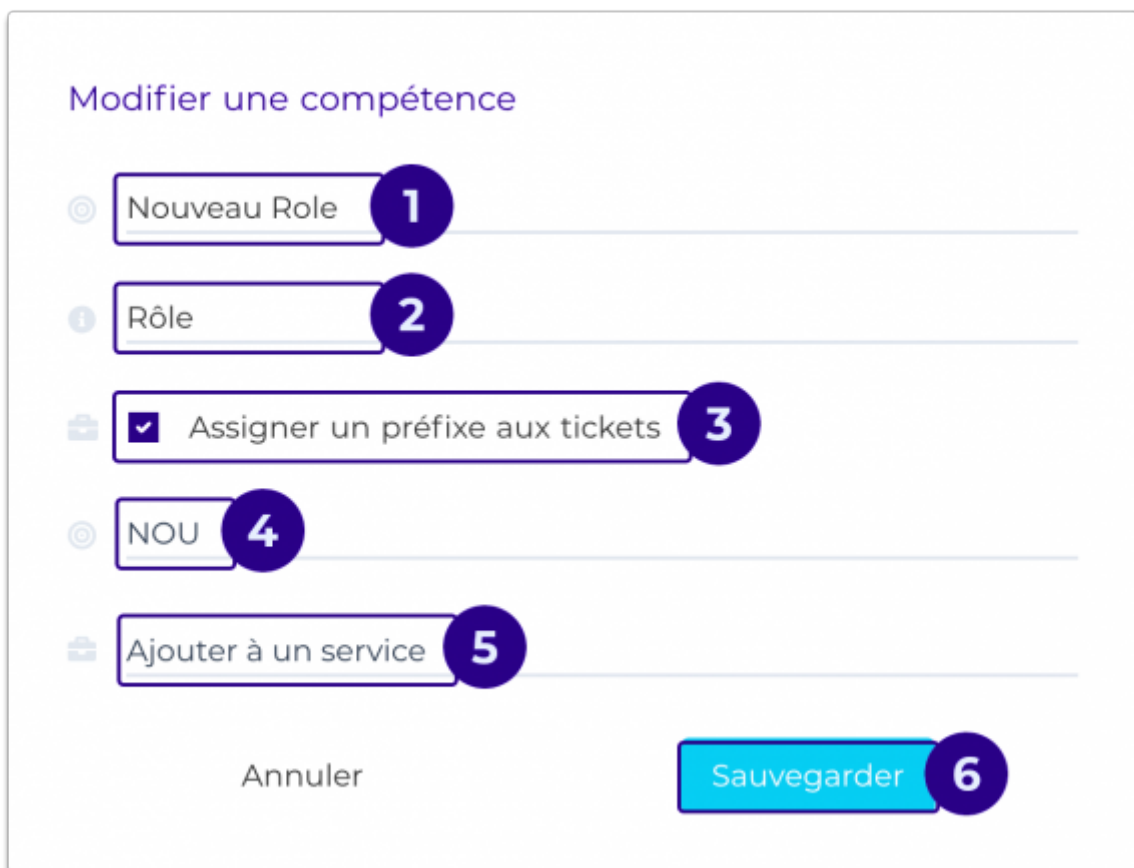 Modifier une compétence
Nouveau Role 1
Rôle 2
Assigner un préfixe aux tickets 3
NOU 4
Ajouter à un service 5
Annuler Sauvegarder 6